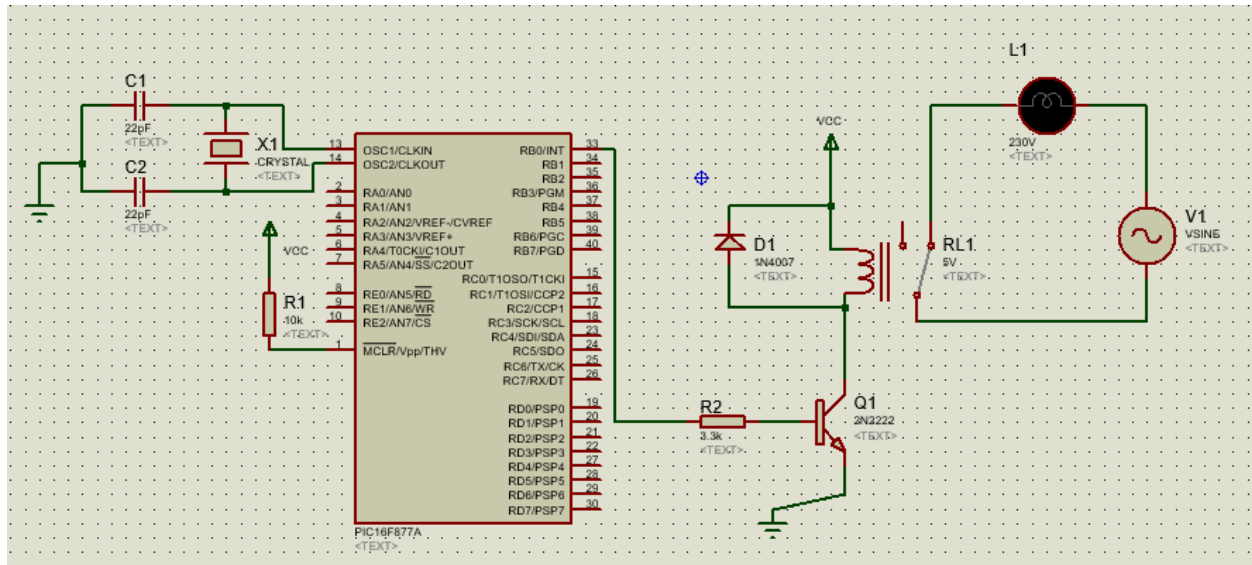 C1
22pF
<TEXT>
X1
CRYSTAL
<TEXT>
C2
22pF
<TEXT>
VCC
R1
10k
<TEXT>
13
OSC1/CLKIN
14
OSC2/CLKOUT
2
RA0/AN0
3
RA1/AN1
4
RA2/AN2/VREF-/CVREF
5
RA3/AN3/VREF+
6
RA4/T0CKI/C1OUT
7
RA5/AN4/SS/C2OUT
8
RE0/AN5/RD
9
RE1/AN6/WR
10
RE2/AN7/CS
1
MCLR/Vpp/THV
RB0/INT
33
RB1
34
RB2
35
RB3/PGM
36
RB4
37
RB5
38
RB6/PGC
39
RB7/PGD
40
RC0/T1OSO/T1CKI
15
RC1/T1OSI/CCP2
16
RC2/CCP1
17
RC3/SCK/SCL
18
RC4/SDI/SDA
23
RC5/SDO
24
RC6/TX/CK
25
RC7/RX/DT
26
RD0/PSP0
19
RD1/PSP1
20
RD2/PSP2
21
RD3/PSP3
22
RD4/PSP4
27
RD5/PSP5
28
RD6/PSP6
29
RD7/PSP7
30
PIC16F877A
<TEXT>
R2
3.3k
<TEXT>
VCC
D1
1N4007
<TEXT>
RL1
5V
<TEXT>
Q1
2N2222
<TEXT>
L1
230V
<TEXT>
V1
VSINE
<TEXT>